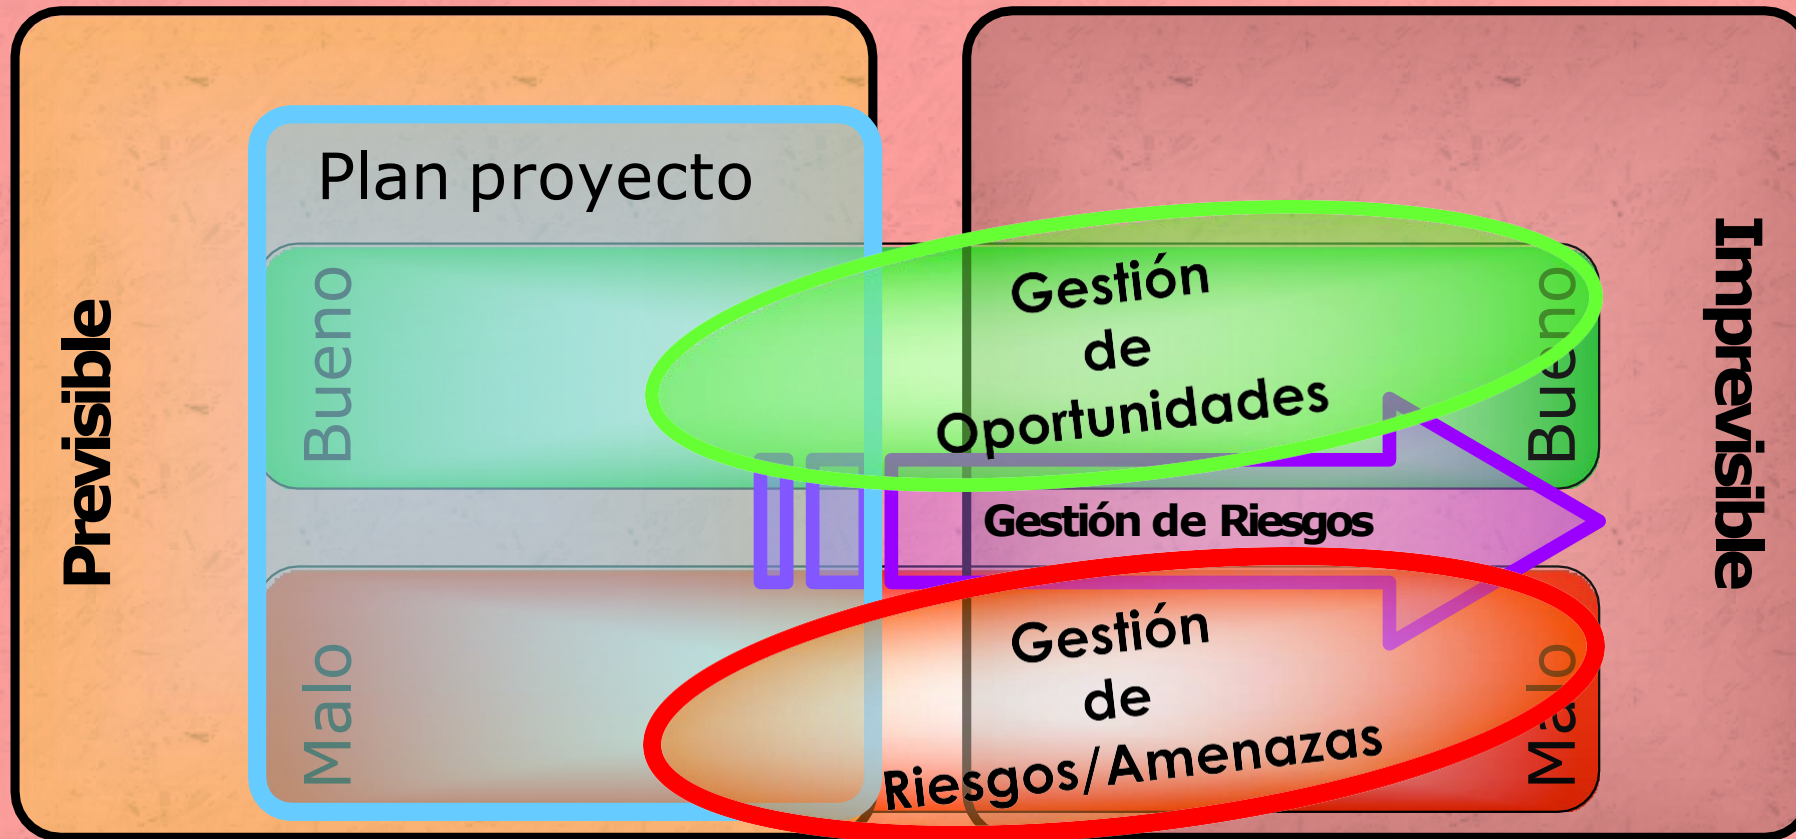 Previsible
Plan proyecto
Bueno
Malo
Gestión
de
Oportunidades
Gestión de Riesgos
Gestión
de
Riesgos/Amenazas
Bueno
Malo
Imprevisible